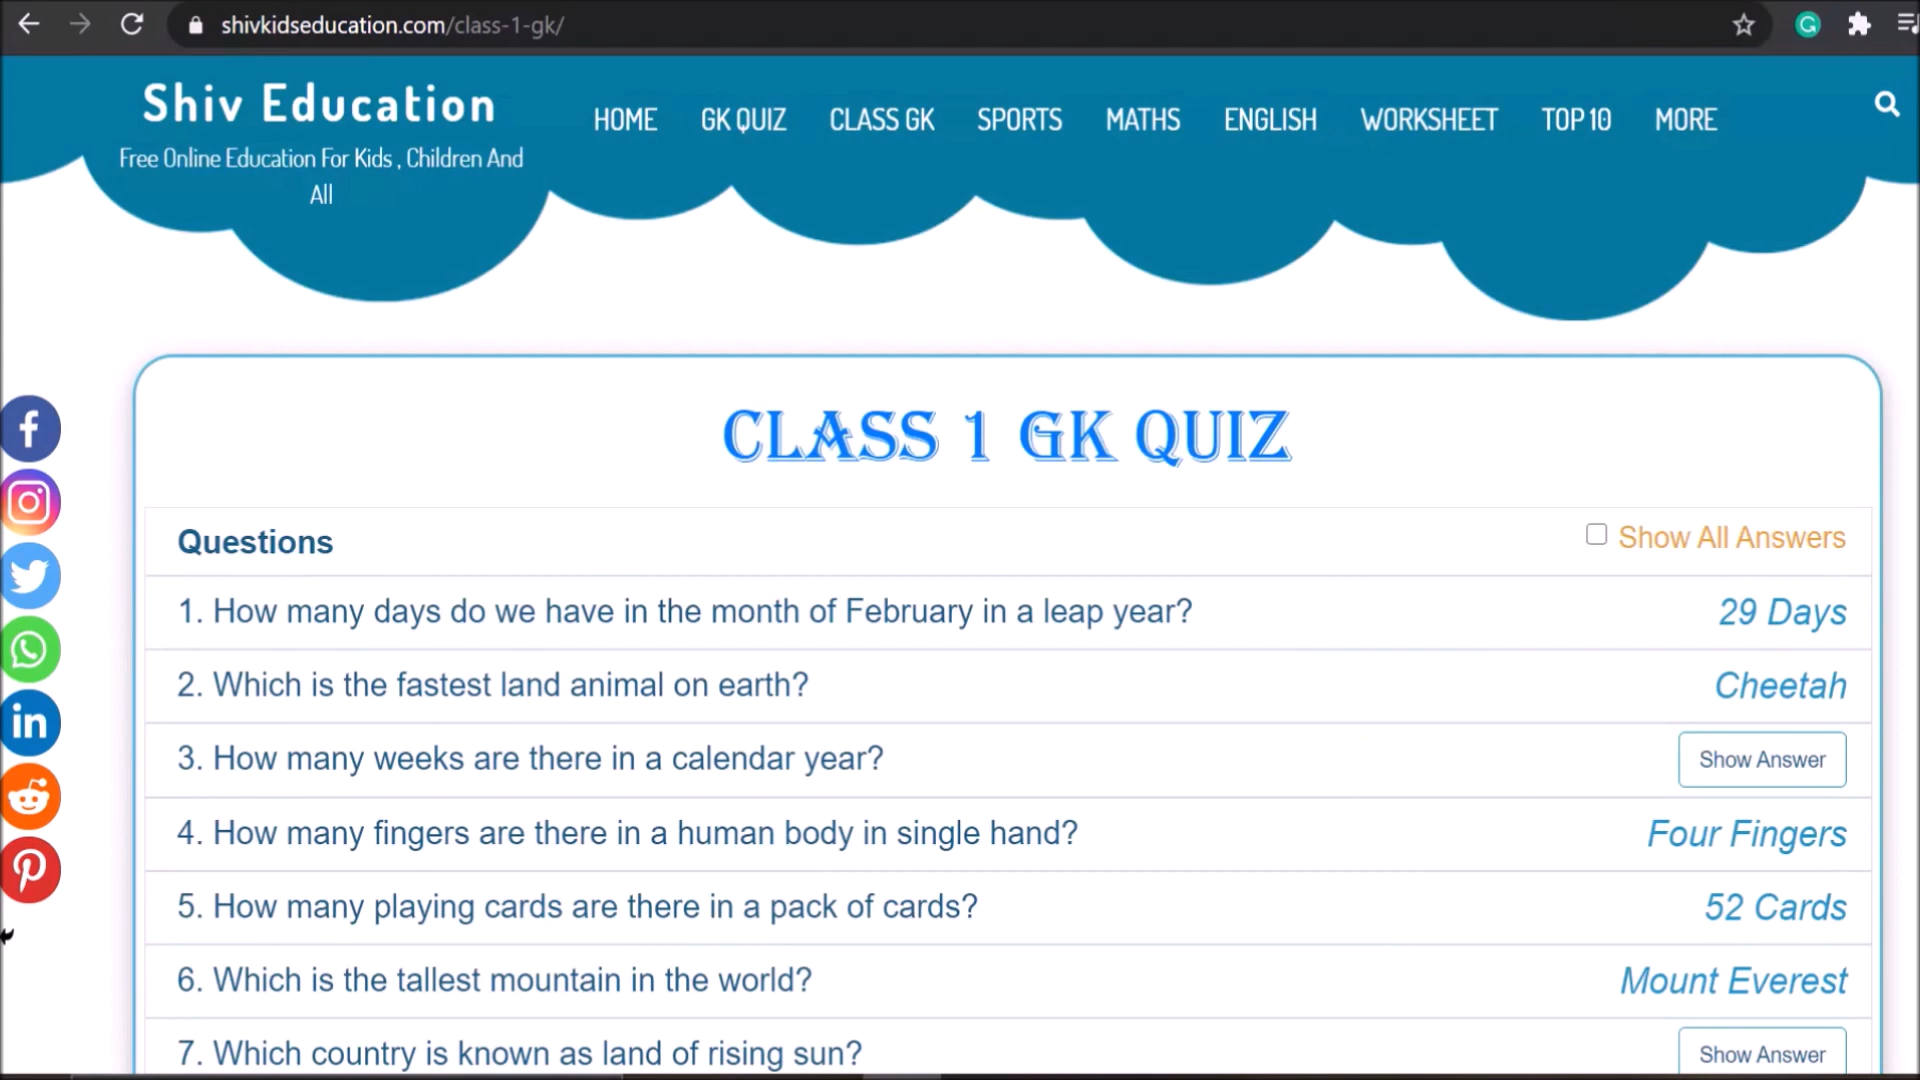 shivkidseducation.com/class-1-gk/
Shiv Education
Free Online Education For Kids , Children And
All
HOME GK QUIZ CLASS GK SPORTS MATHS ENGLISH WORKSHEET TOP 10 MORE
CLASS 1 GK QUIZ
Questions Show All Answers
1. How many days do we have in the month of February in a leap year? 29 Days
2. Which is the fastest land animal on earth? Cheetah
3. How many weeks are there in a calendar year? Show Answer
4. How many fingers are there in a human body in single hand? Four Fingers
5. How many playing cards are there in a pack of cards? 52 Cards
6. Which is the tallest mountain in the world? Mount Everest
7. Which country is known as land of rising sun? Show Answer